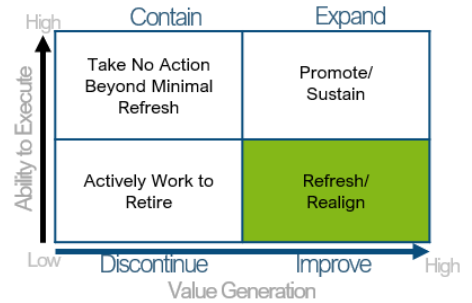 Contain
Expand
High
Take No Action
Beyond Minimal
Refresh
Promote/
Sustain
Ability to Execute
Actively Work to
Retire
Refresh/
Realign
Low
Discontinue
Improve
High
Value Generation